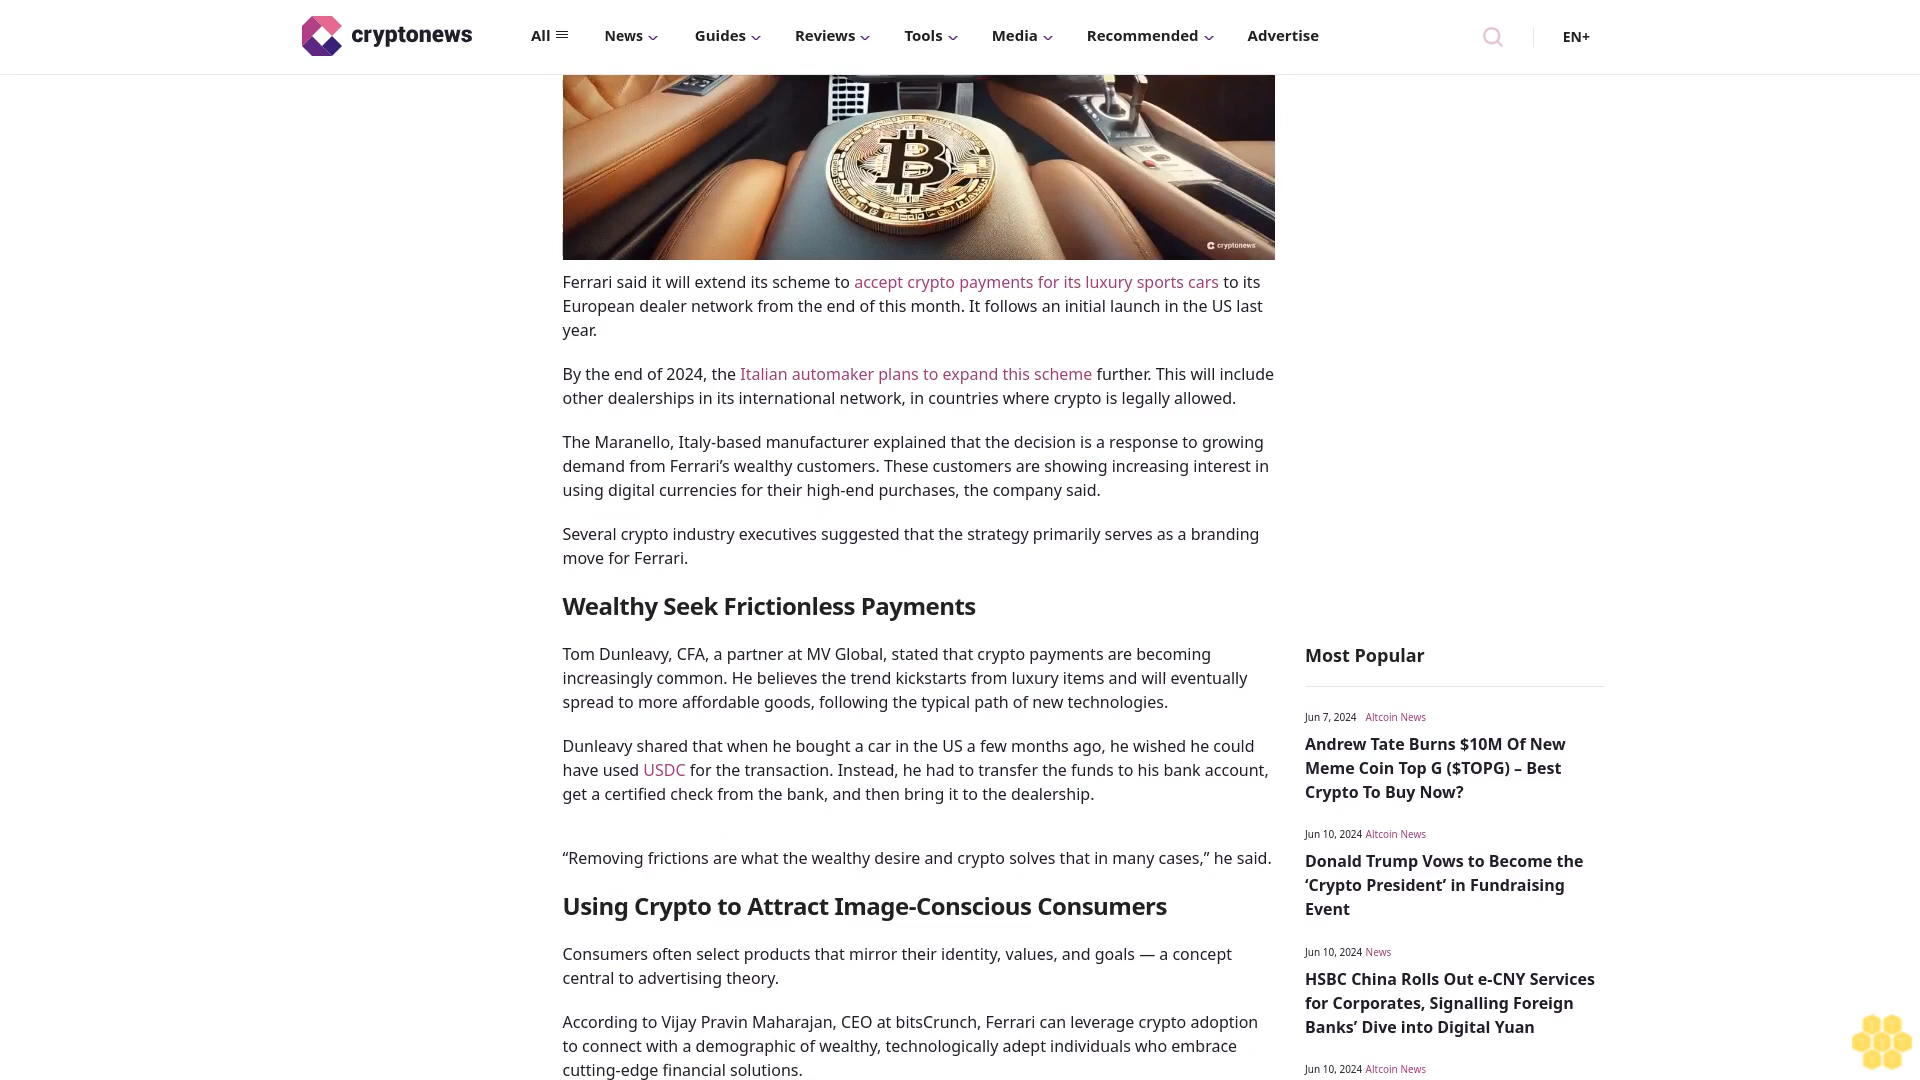 cryptonews
All
News
Guides
Reviews
Tools
Media
Recommended
Advertise
EN+
cryptonews
Ferrari said it will extend its scheme to accept crypto payments for its luxury sports cars to its
European dealer network from the end of this month. It follows an initial launch in the US last
year.
By the end of 2024, the Italian automaker plans to expand this scheme further. This will include
other dealerships in its international network, in countries where crypto is legally allowed.
The Maranello, Italy-based manufacturer explained that the decision is a response to growing
demand from Ferrari’s wealthy customers. These customers are showing increasing interest in
using digital currencies for their high-end purchases, the company said.
Several crypto industry executives suggested that the strategy primarily serves as a branding
move for Ferrari.
Wealthy Seek Frictionless Payments
Tom Dunleavy, CFA, a partner at MV Global, stated that crypto payments are becoming
increasingly common. He believes the trend kickstarts from luxury items and will eventually
spread to more affordable goods, following the typical path of new technologies.
Dunleavy shared that when he bought a car in the US a few months ago, he wished he could
have used USDC for the transaction. Instead, he had to transfer the funds to his bank account,
get a certified check from the bank, and then bring it to the dealership.
“Removing frictions are what the wealthy desire and crypto solves that in many cases,” he said.
Using Crypto to Attract Image-Conscious Consumers
Consumers often select products that mirror their identity, values, and goals — a concept
central to advertising theory.
According to Vijay Pravin Maharajan, CEO at bitsCrunch, Ferrari can leverage crypto adoption
to connect with a demographic of wealthy, technologically adept individuals who embrace
cutting-edge financial solutions.
Most Popular
Jun 7, 2024 Altcoin News
Andrew Tate Burns $10M Of New
Meme Coin Top G ($TOPG) – Best
Crypto To Buy Now?
Jun 10, 2024 Altcoin News
Donald Trump Vows to Become the
‘Crypto President’ in Fundraising
Event
Jun 10, 2024 News
HSBC China Rolls Out e-CNY Services
for Corporates, Signalling Foreign
Banks’ Dive into Digital Yuan
Jun 10, 2024 Altcoin News